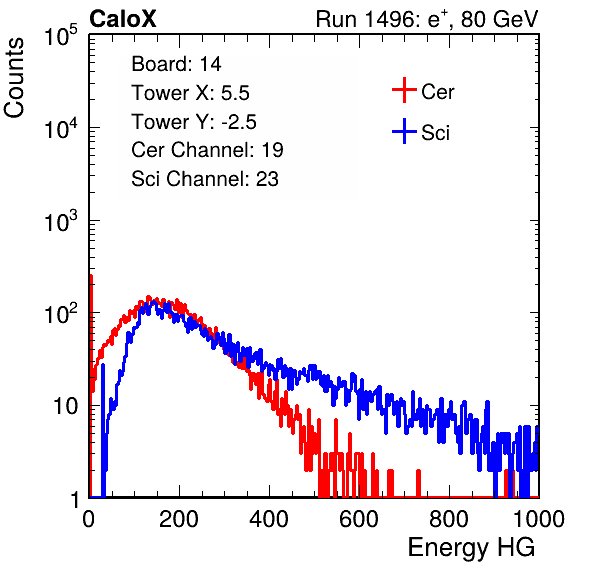 CaloX Run 1496: e⁺, 80 GeV
Counts
10⁵
10⁴
10³
10²
10
1
Board: 14
Tower X: 5.5
Tower Y: -2.5
Cer Channel: 19
Sci Channel: 23
Cer
Sci
0 200 400 600 800 1000
Energy HG